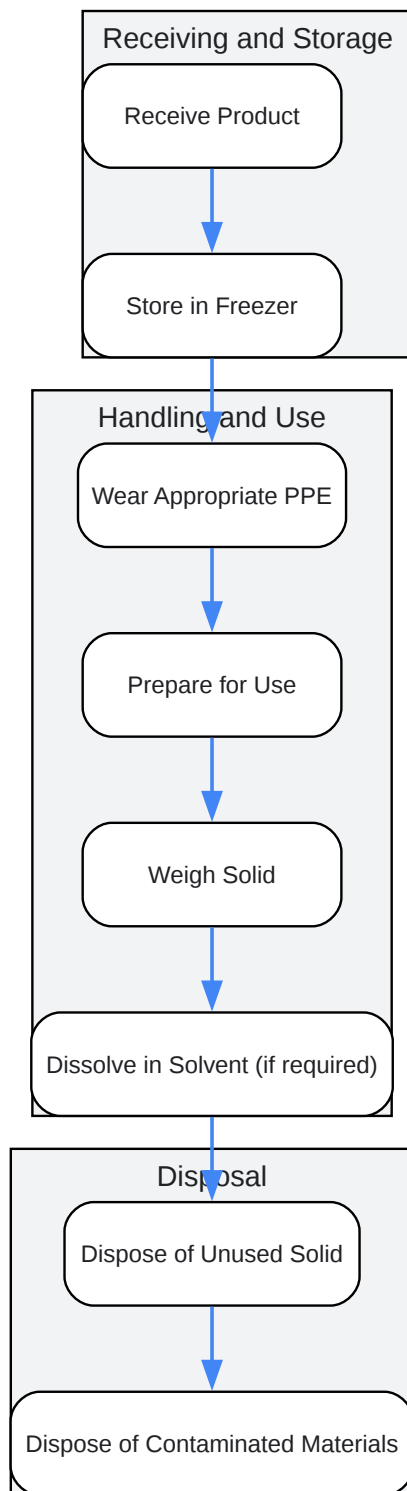 Receiving and Storage
Receive Product
Store in Freezer
Handling and Use
Wear Appropriate PPE
Prepare for Use
Weigh Solid
Dissolve in Solvent (if required)
Disposal
Dispose of Unused Solid
Dispose of Contaminated Materials